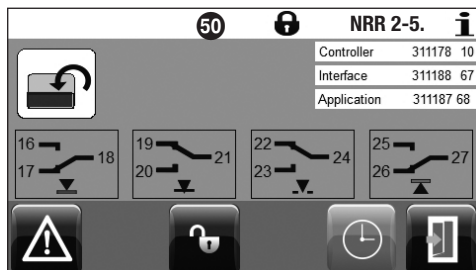 50 NRR 2-5. i
Controller 311178 10
Interface 311188 67
Application 311187 68
16 17 18 19 20 21 22 23 24 25 26 27